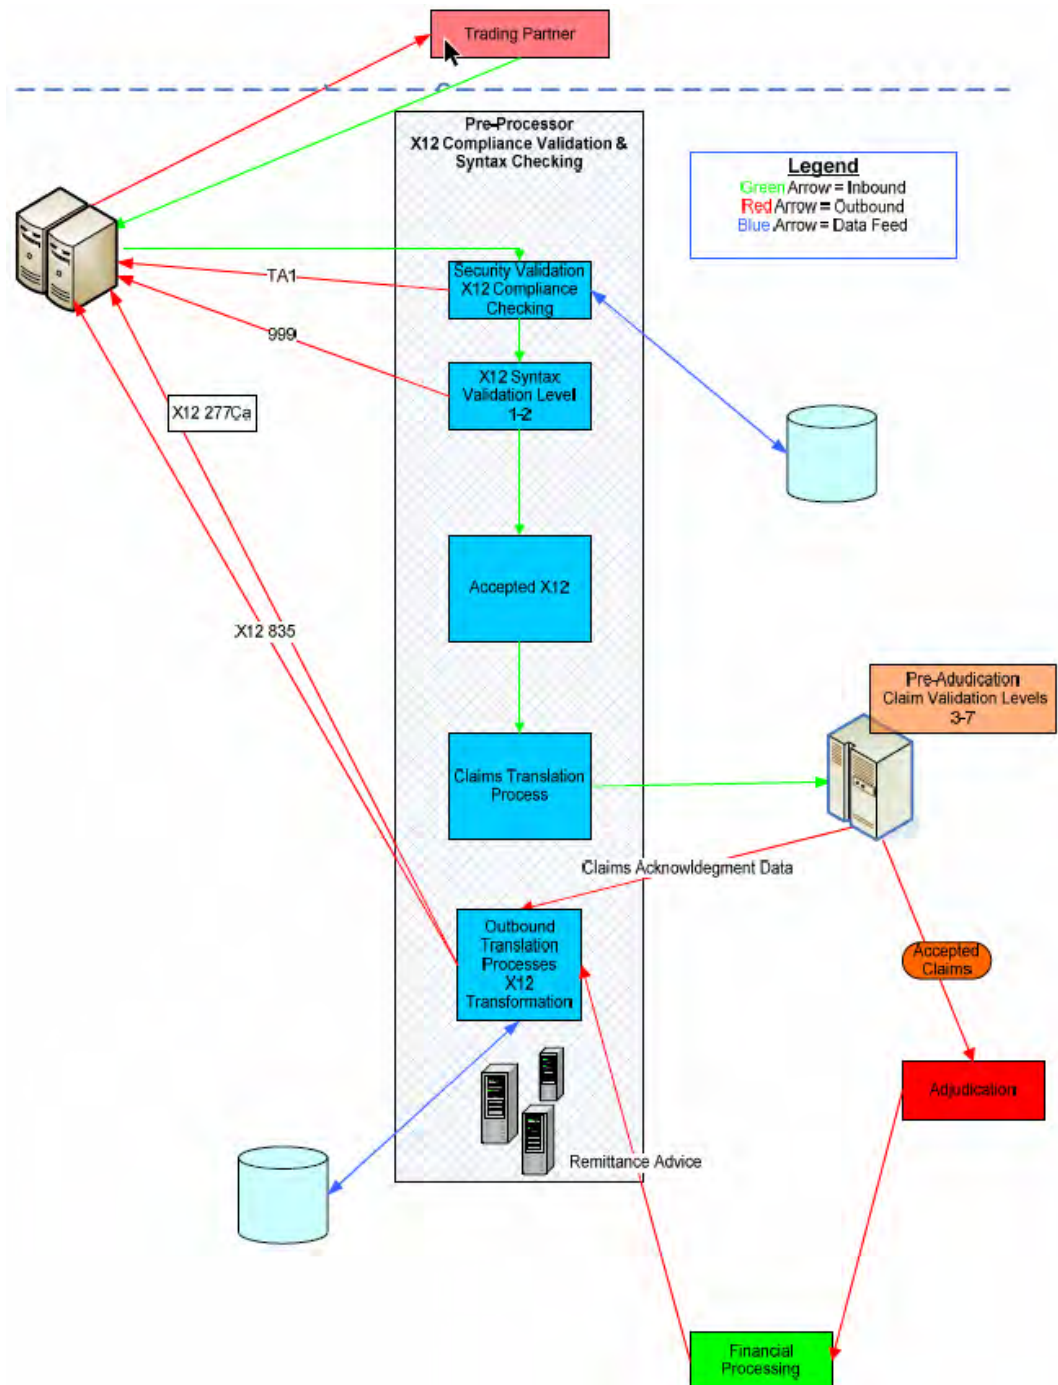 Trading Partner
Pre-Processor
X12 Compliance Validation &
Syntax Checking
Legend
Green Arrow = Inbound
Red Arrow = Outbound
Blue Arrow = Data Feed
TA1
Security Validation
X12 Compliance
Checking
999
X12 Syntax
Validation Level
1-2
X12 277Ca
Accepted X12
X12 835
Pre-Adudication
Claim Validation Levels
3-7
Claims Translation
Process
Claims Acknowldegment Data
Outbound
Translation
Processes
X12
Transformation
Accepted
Claims
Adjudication
Remittance Advice
Financial
Processing